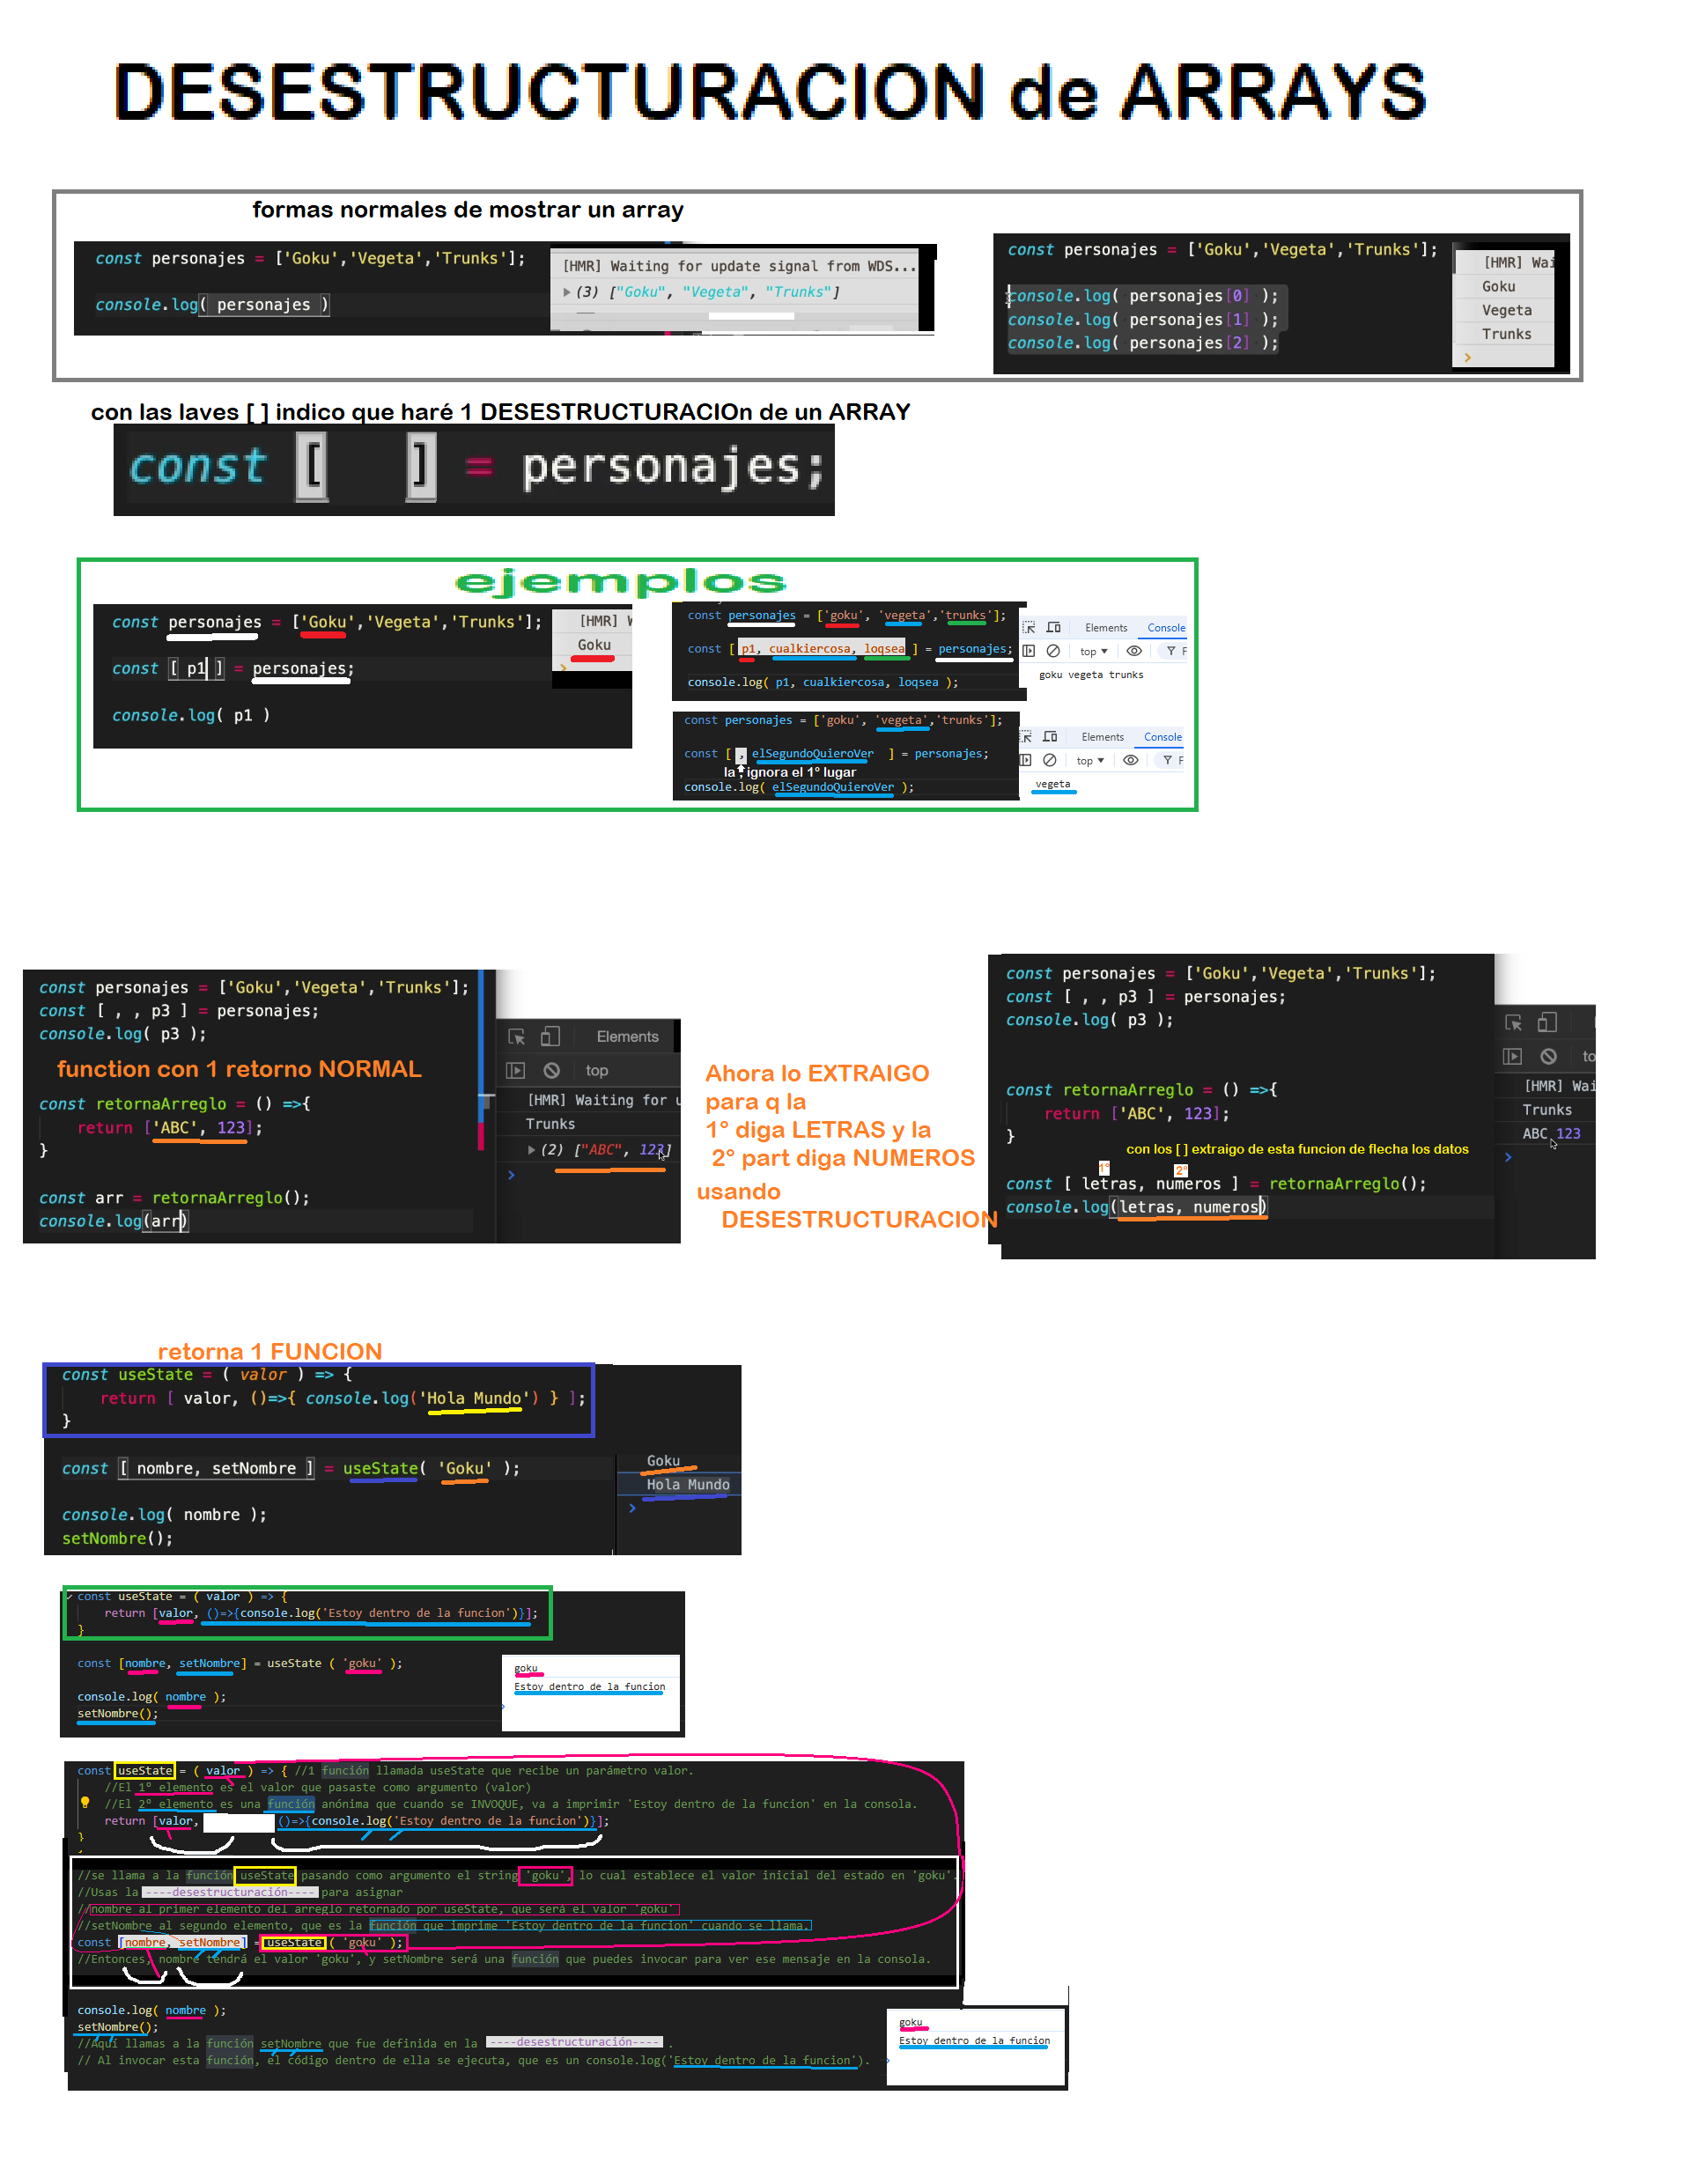 DESESTRUCTURACION de ARRAYS
formas normales de mostrar un array
const personajes = ['Goku','Vegeta','Trunks'];
console.log( personajes )
[HMR] Waiting for update signal from WDS...
(3) ["Goku", "Vegeta", "Trunks"]
const personajes = ['Goku','Vegeta','Trunks'];
console.log( personajes[0] );
console.log( personajes[1] );
console.log( personajes[2] );
[HMR] Wai
Goku
Vegeta
Trunks
con las laves [ ] indico que haré 1 DESESTRUCTURACIOn de un ARRAY
const [ ] = personajes;
ejemplos
const personajes = ['Goku','Vegeta','Trunks'];
const [ p1 ] = personajes;
console.log( p1 )
[HMR] W
Goku
const personajes = ['goku', 'vegeta','trunks'];
const [ p1, cualkiercosa, loqsea ] = personajes;
console.log( p1, cualkiercosa, loqsea );
Elements Console
top F
goku vegeta trunks
const personajes = ['goku', 'vegeta','trunks'];
const [ , elSegundoQuieroVer ] = personajes;
la , ignora el 1º lugar
console.log( elSegundoQuieroVer );
Elements Console
top F
vegeta
const personajes = ['Goku','Vegeta','Trunks'];
const [ , , p3 ] = personajes;
console.log( p3 );
function con 1 retorno NORMAL
const retornaArreglo = () =>{
return ['ABC', 123];
}
const arr = retornaArreglo();
console.log(arr)
Elements
top
[HMR] Waiting for u
Trunks
(2) ["ABC", 123]
Ahora lo EXTRAIGO
para q la
1° diga LETRAS y la
2° part diga NUMEROS
usando
DESESTRUCTURACION
const personajes = ['Goku','Vegeta','Trunks'];
const [ , , p3 ] = personajes;
console.log( p3 );
const retornaArreglo = () =>{
return ['ABC', 123];
}
con los [ ] extraigo de esta funcion de flecha los datos
1º 2º
const [ letras, numeros ] = retornaArreglo();
console.log(letras, numeros)
to
[HMR] Wai
Trunks
ABC 123
retorna 1 FUNCION
const useState = ( valor ) => {
return [ valor, ()=>{ console.log('Hola Mundo') } ];
}
const [ nombre, setNombre ] = useState( 'Goku' );
console.log( nombre );
setNombre();
Goku
Hola Mundo
const useState = ( valor ) => {
return [valor, ()=>{console.log('Estoy dentro de la funcion')}];
}
const [nombre, setNombre] = useState ( 'goku' );
console.log( nombre );
setNombre();
goku
Estoy dentro de la funcion
const useState = ( valor ) => { //1 función llamada useState que recibe un parámetro valor.
//El 1º elemento es el valor que pasaste como argumento (valor)
//El 2º elemento es una función anónima que cuando se INVOQUE, va a imprimir 'Estoy dentro de la funcion' en la consola.
return [valor, ()=>{console.log('Estoy dentro de la funcion')}];
}
//se llama a la función useState pasando como argumento el string 'goku', lo cual establece el valor inicial del estado en 'goku'.
//Usas la ----desestructuración---- para asignar
//nombre al primer elemento del arreglo retornado por useState, que será el valor 'goku'
//setNombre al segundo elemento, que es la función que imprime 'Estoy dentro de la funcion' cuando se llama.
const [nombre, setNombre] = useState ( 'goku' );
//Entonces, nombre tendrá el valor 'goku', y setNombre será una función que puedes invocar para ver ese mensaje en la consola.
console.log( nombre );
setNombre();
//Aquí llamas a la función setNombre que fue definida en la ----desestructuración---- .
// Al invocar esta función, el código dentro de ella se ejecuta, que es un console.log('Estoy dentro de la funcion').
goku
Estoy dentro de la funcion